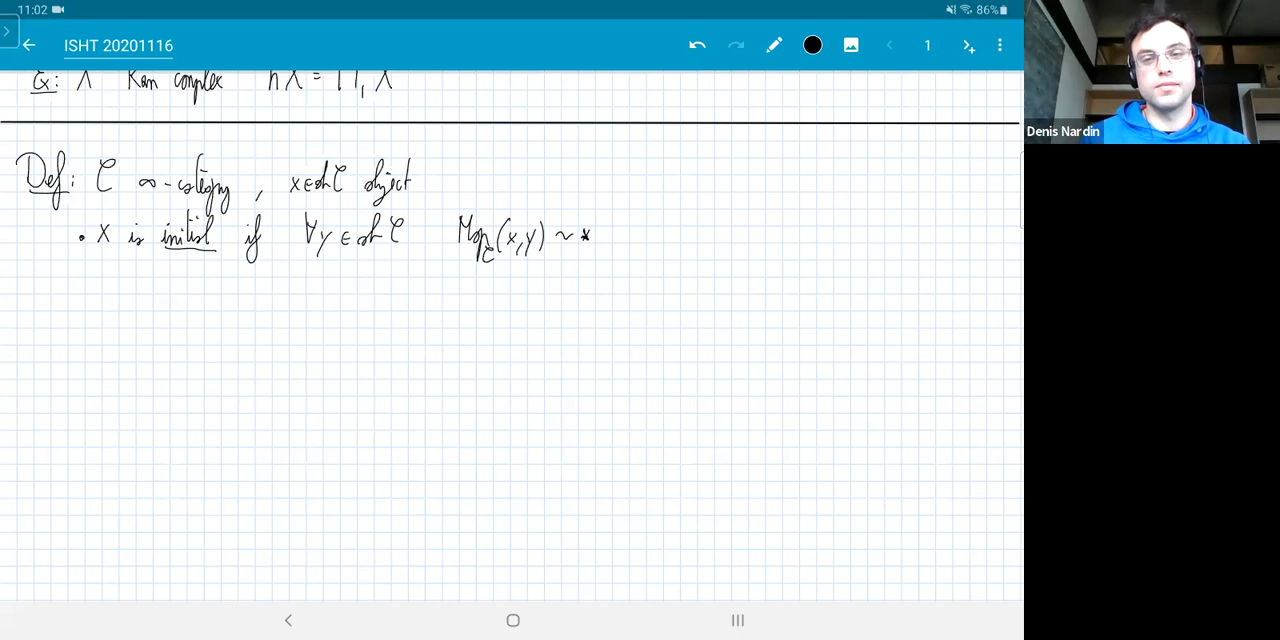 11:02
86%
ISHT 20201116
1
Ex: X Kan complex hX = Π₁ X
Denis Nardin
Def: C ∞-category, x∈ob C object
• x is initial if ∀y∈ob C Map_C(x,y) ~ *